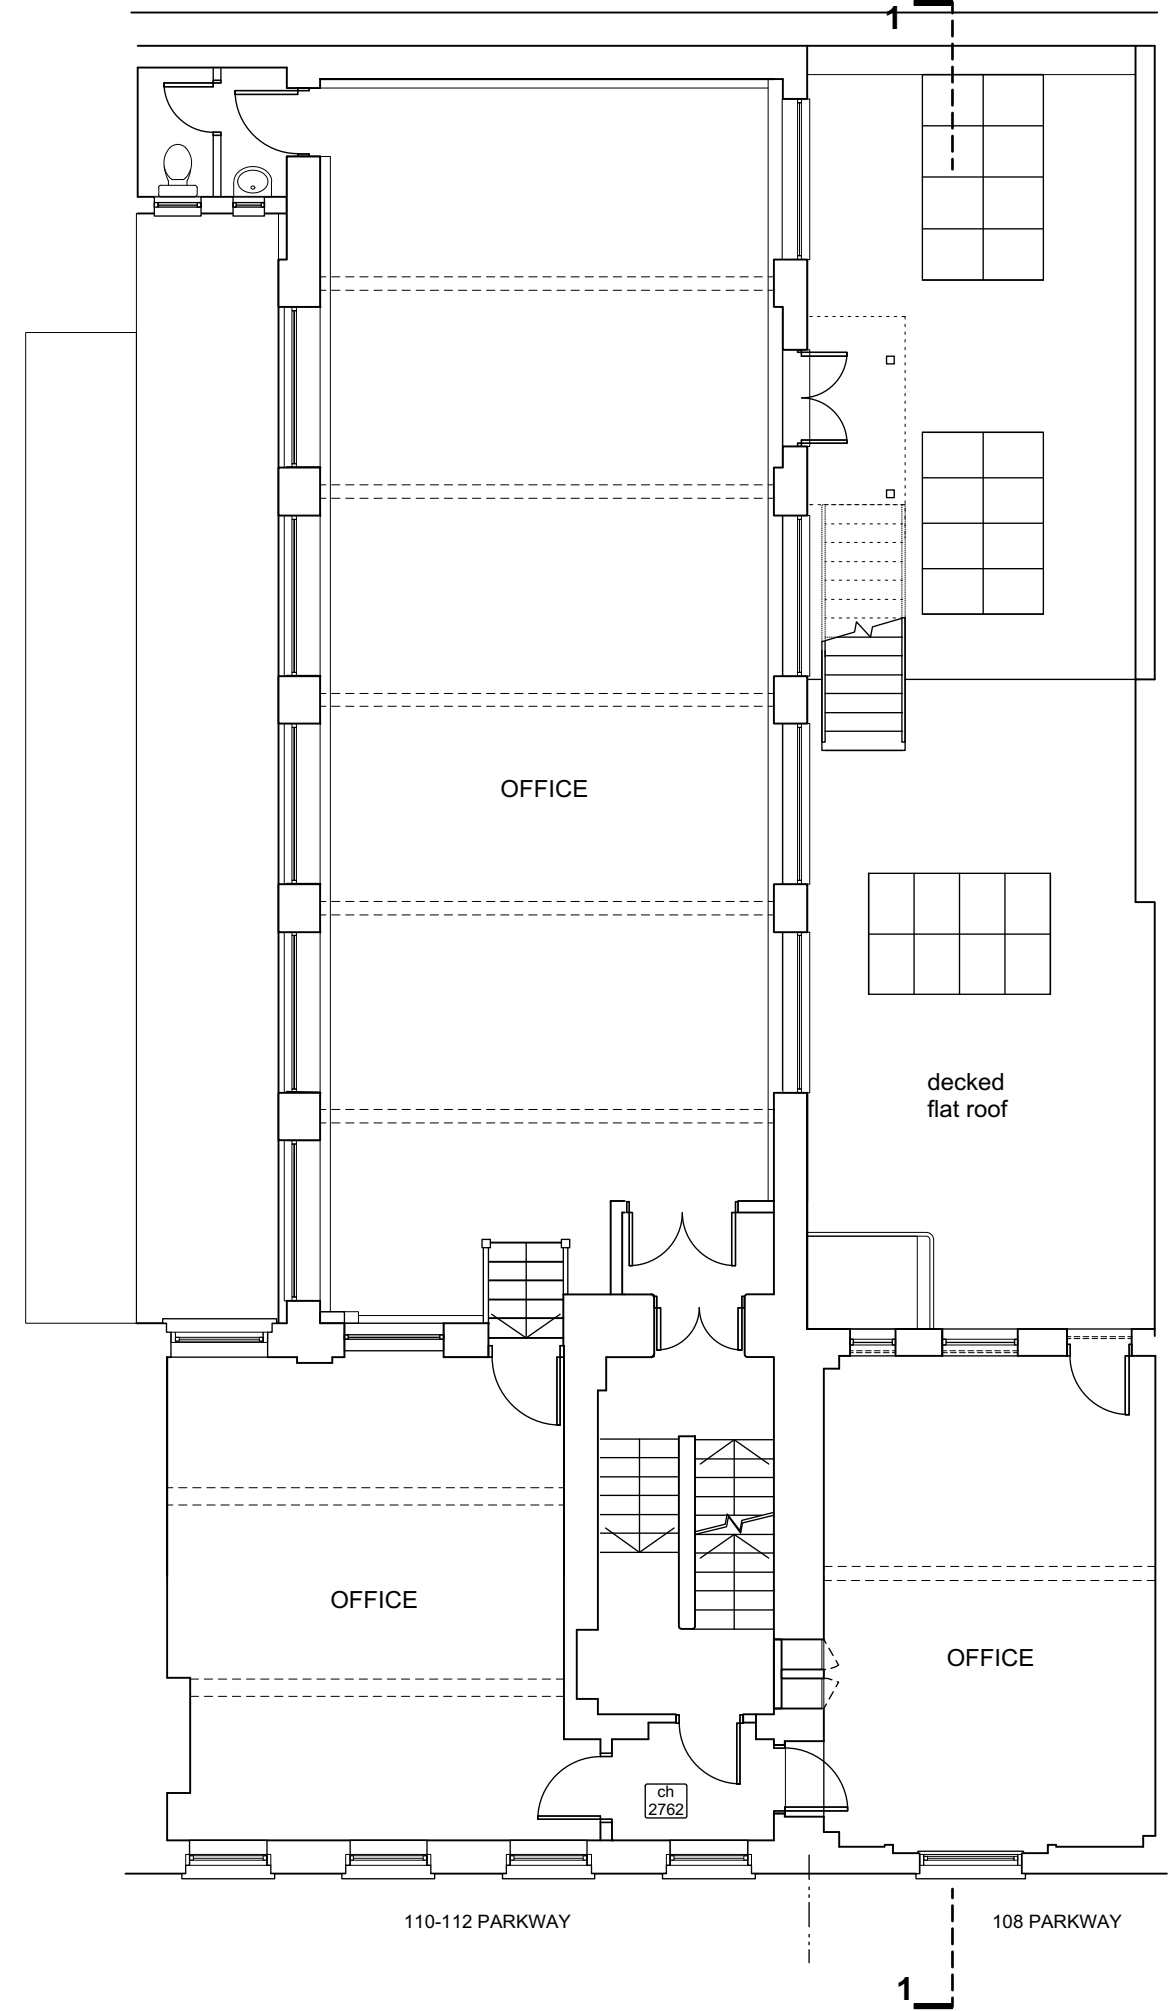 1
OFFICE
decked
flat roof
OFFICE
OFFICE
ch
2762
110-112 PARKWAY
108 PARKWAY
1